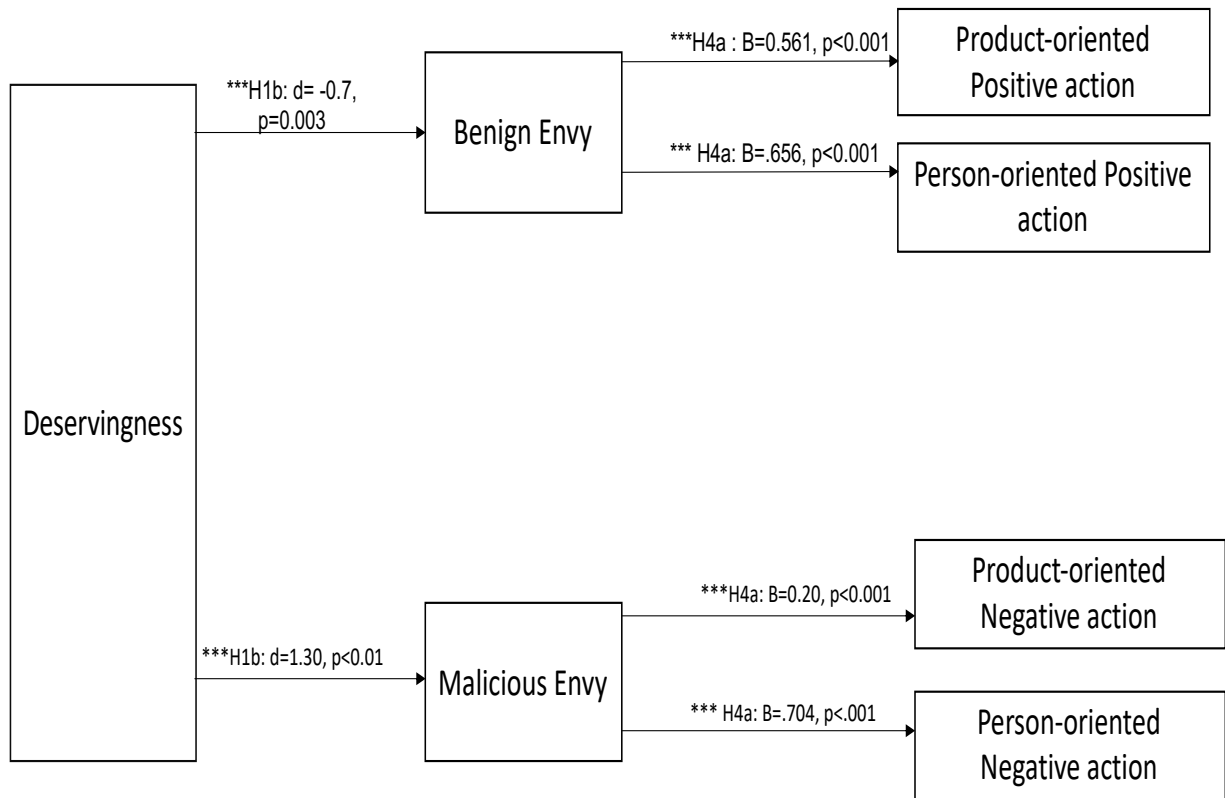 ***H4a : B=0.561, p<0.001
Product-oriented
Positive action
***H1b: d= -0.7,
p=0.003
Benign Envy
*** H4a: B=.656, p<0.001
Person-oriented Positive
action
Deservingness
***H1b: d=1.30, p<0.01
Malicious Envy
***H4a: B=0.20, p<0.001
Product-oriented
Negative action
*** H4a: B=.704, p<.001
Person-oriented
Negative action